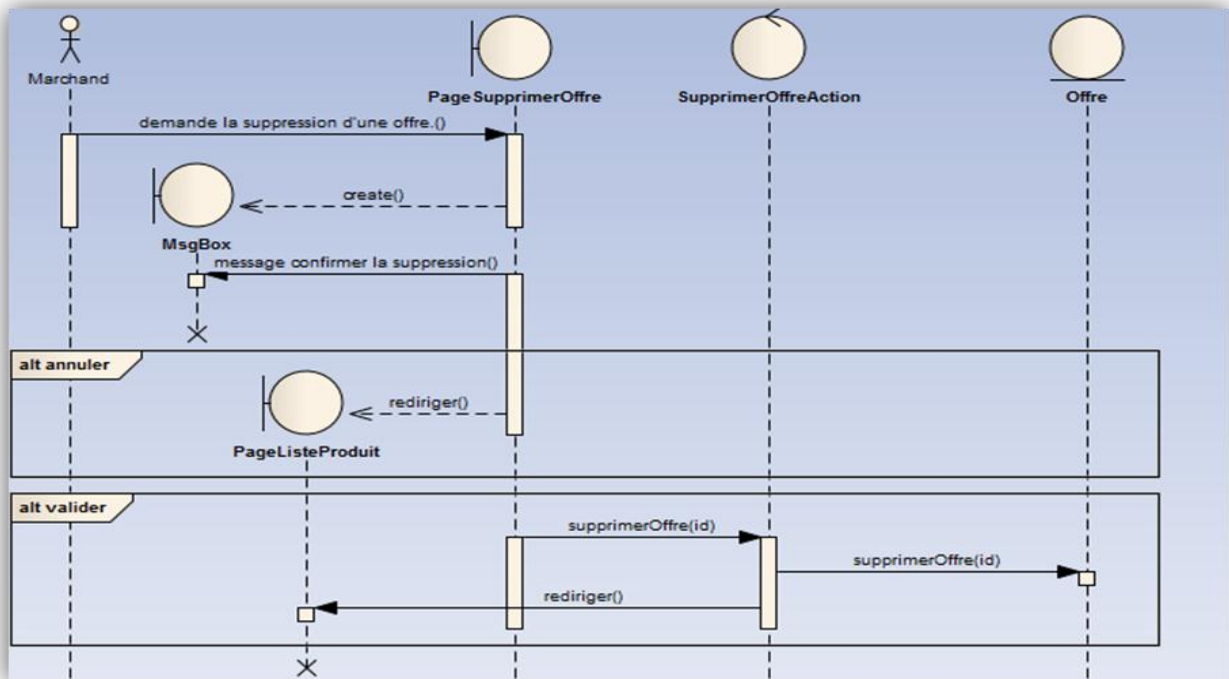 Marchand
PageSupprimerOffre
SupprimerOffreAction
Offre
demande la suppression d'une offre.()
create()
MsgBox
message confirmer la suppression()
alt annuler
rediriger()
PageListeProduit
alt valider
supprimerOffre(id)
supprimerOffre(id)
rediriger()